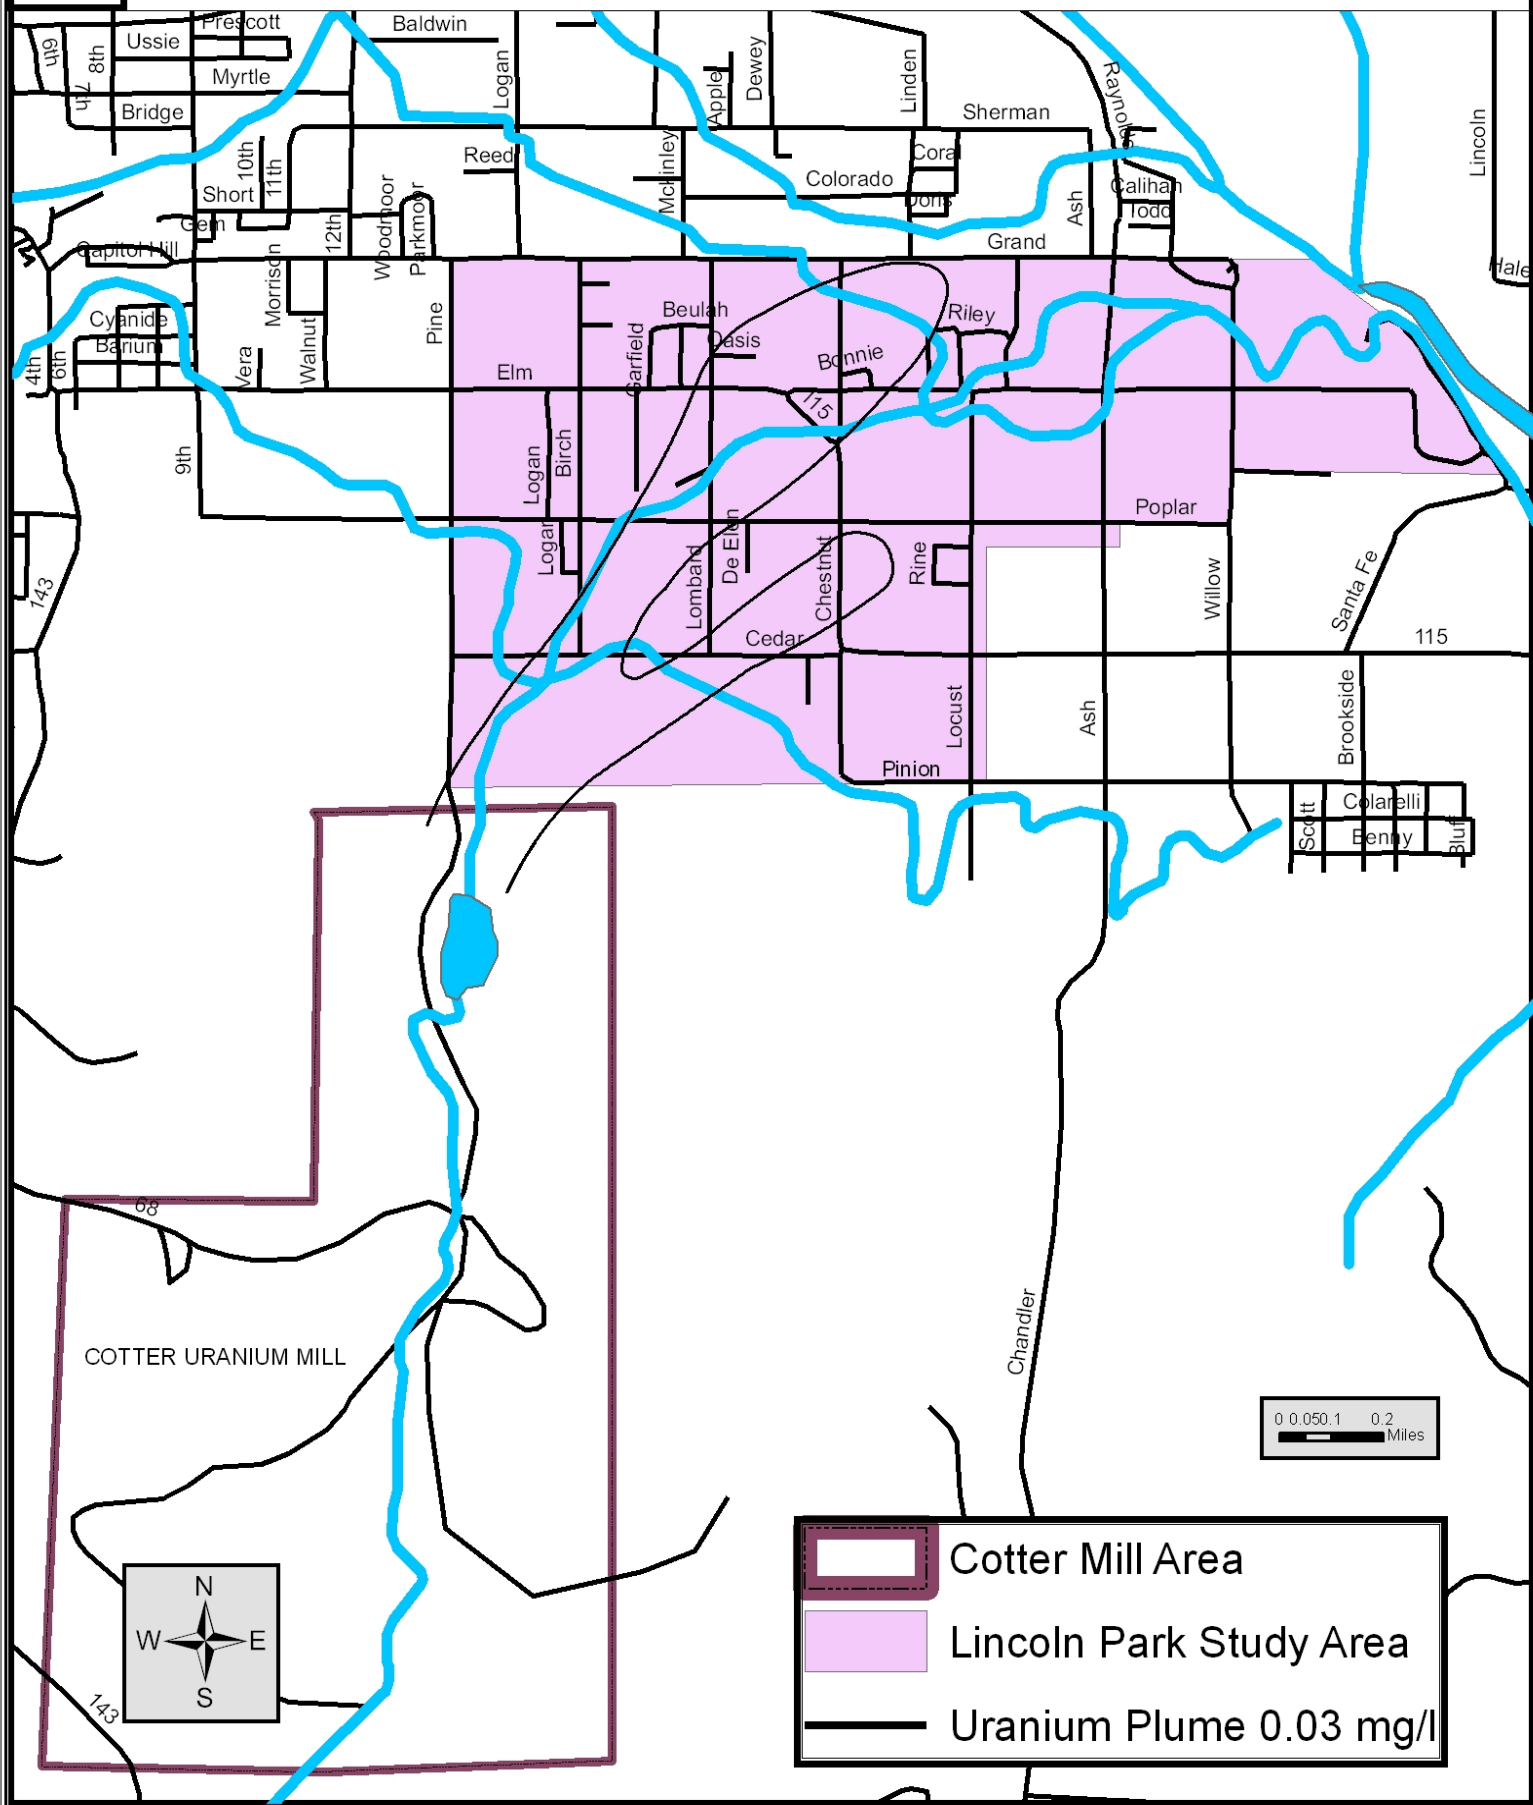 Prescott
Baldwin
Ussie
6th
8th
7th
Myrtle
Bridge
Logan
Apple
Dewey
Linden
Raynolds
Sherman
Lincoln
Reed
10th
11th
Short
Gem
12th
Woodmoor
Parkmoor
Mckinley
Colorado
Coral
Doris
Ash
Calihan
Todd
Grand
Hale
Capitol Hill
Morrison
Cyanide
Barium
4th
6th
Vera
Walnut
Pine
Beulah
Oasis
Garfield
Riley
Bonnie
Elm
115
9th
Logan
Birch
Poplar
Logan
Lombard
De Elen
Chestnut
Rine
Willow
Santa Fe
143
Cedar
115
Locust
Ash
Brookside
Pinion
Scott
Colarelli
Benny
Bluff
68
COTTER URANIUM MILL
Chandler
0 0.050.1 0.2
Miles
N
W E
S
143
Cotter Mill Area
Lincoln Park Study Area
Uranium Plume 0.03 mg/l